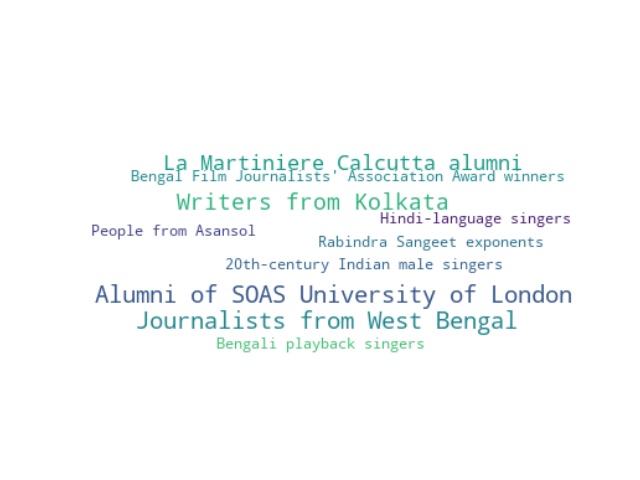 La Martiniere Calcutta alumni
Bengal Film Journalists' Association Award winners
Writers from Kolkata
Hindi-language singers
People from Asansol
Rabindra Sangeet exponents
20th-century Indian male singers
Alumni of SOAS University of London
Journalists from West Bengal
Bengali playback singers